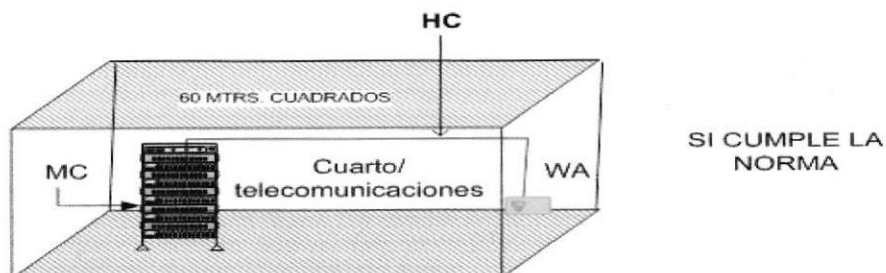 HC
60 MTRS. CUADRADOS
MC
Cuarto/
telecomunicaciones
WA
SI CUMPLE LA
NORMA